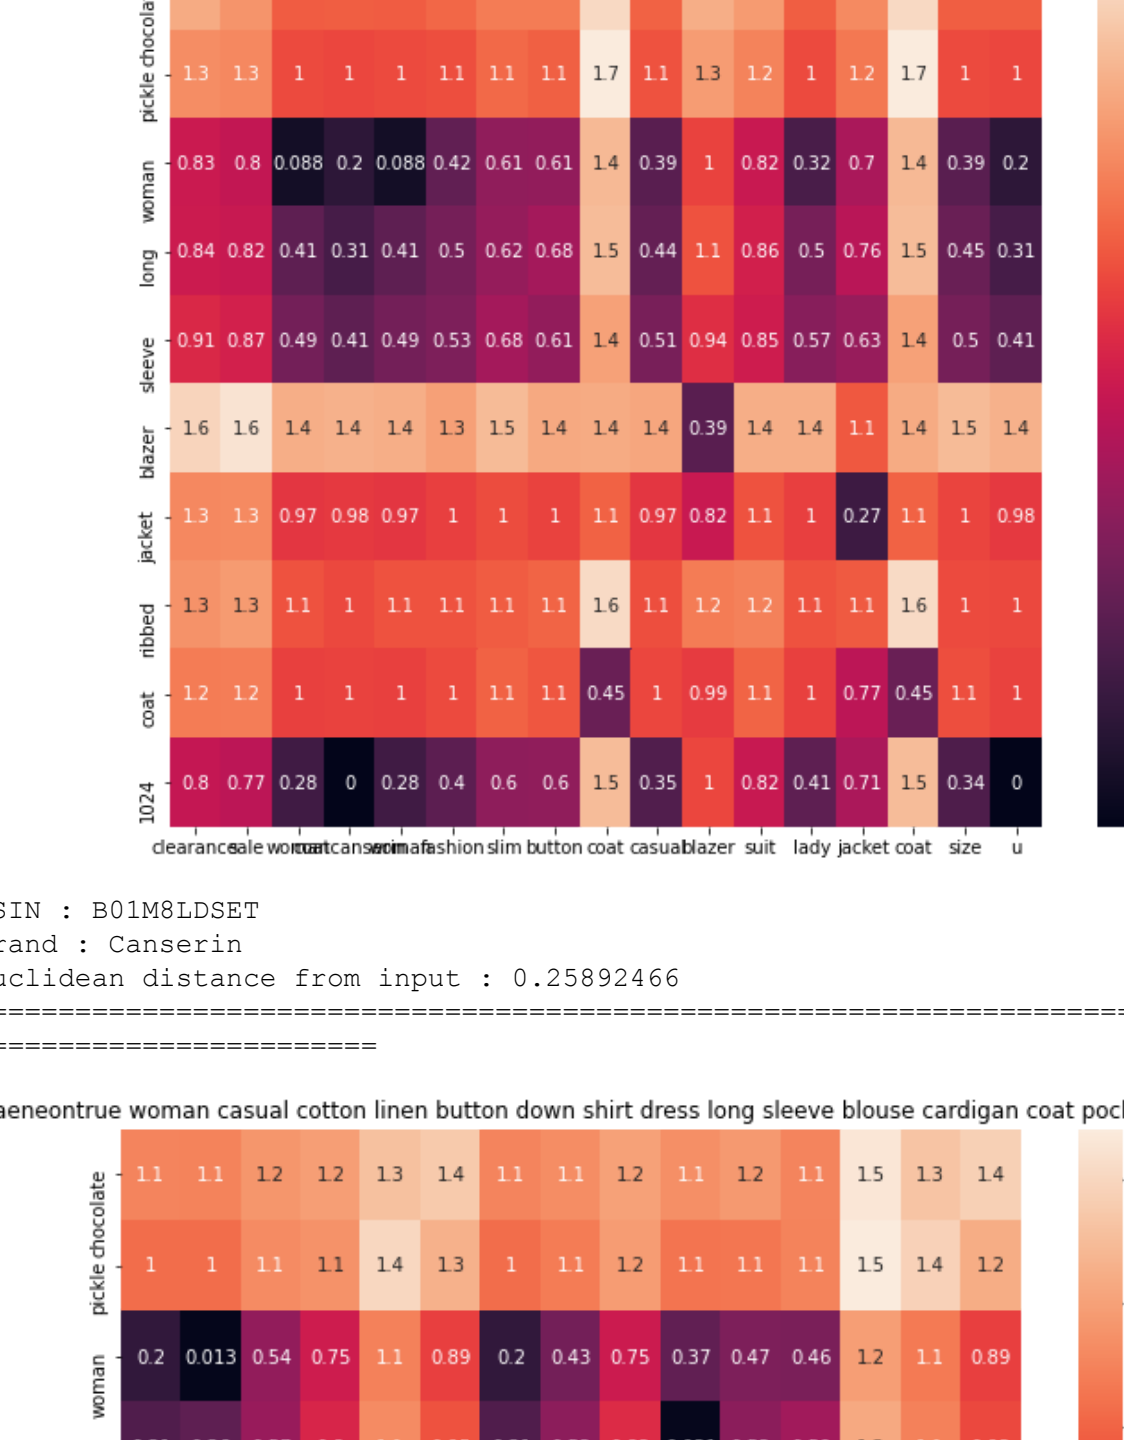 pickle chocola
1.3 1.3 1 1 1 1.1 1.1 1.1 1.7 1.1 1.3 1.2 1 1.2 1.7 1 1
woman 0.83 0.8 0.088 0.2 0.088 0.42 0.61 0.61 1.4 0.39 1 0.82 0.32 0.7 1.4 0.39 0.2
long 0.84 0.82 0.41 0.31 0.41 0.5 0.62 0.68 1.5 0.44 1.1 0.86 0.5 0.76 1.5 0.45 0.31
sleeve 0.91 0.87 0.49 0.41 0.49 0.53 0.68 0.61 1.4 0.51 0.94 0.85 0.57 0.63 1.4 0.5 0.41
blazer 1.6 1.6 1.4 1.4 1.4 1.3 1.5 1.4 1.4 1.4 0.39 1.4 1.4 1.1 1.4 1.5 1.4
jacket 1.3 1.3 0.97 0.98 0.97 1 1 1 1.1 0.97 0.82 1.1 1 0.27 1.1 1 0.98
ribbed 1.3 1.3 1.1 1 1.1 1.1 1.1 1.1 1.6 1.1 1.2 1.2 1.1 1.1 1.6 1 1
coat 1.2 1.2 1 1 1 1 1.1 1.1 0.45 1 0.99 1.1 1 0.77 0.45 1.1 1
1024 0.8 0.77 0.28 0 0.28 0.4 0.6 0.6 1.5 0.35 1 0.82 0.41 0.71 1.5 0.34 0
clearance sale fashion slim button coat casual blazer suit lady jacket coat size u
SIN : B01M8LDSET
rand : Canserin
uclidean distance from input : 0.25892466
aeneontrue woman casual cotton linen button down shirt dress long sleeve blouse cardigan coat pocl
pickle chocolate
1.1 1.1 1.2 1.2 1.3 1.4 1.1 1.1 1.2 1.1 1.2 1.1 1.5 1.3 1.4
1 1 1.1 1.1 1.4 1.3 1 1.1 1.2 1.1 1.1 1.1 1.5 1.4 1.2
woman 0.2 0.013 0.54 0.75 1.1 0.89 0.2 0.43 0.75 0.37 0.47 0.46 1.2 1.1 0.89